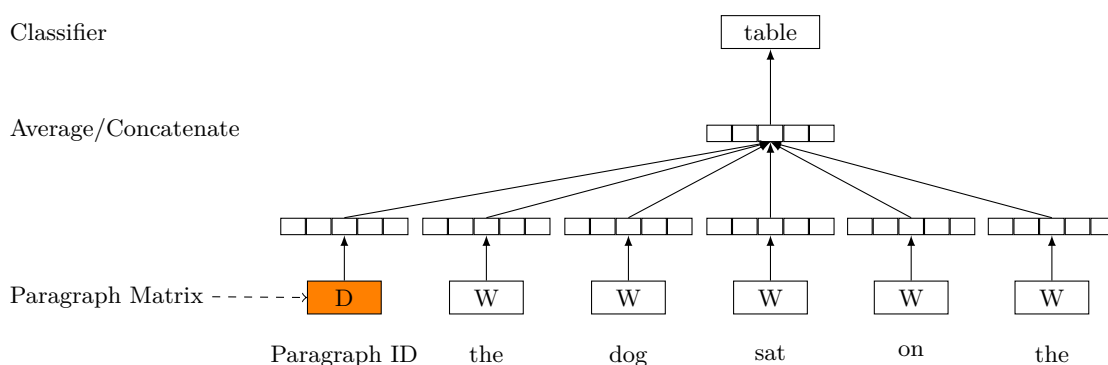 Classifier
table
Average/Concatenate
Paragraph Matrix
D W W W W W
Paragraph ID the dog sat on the